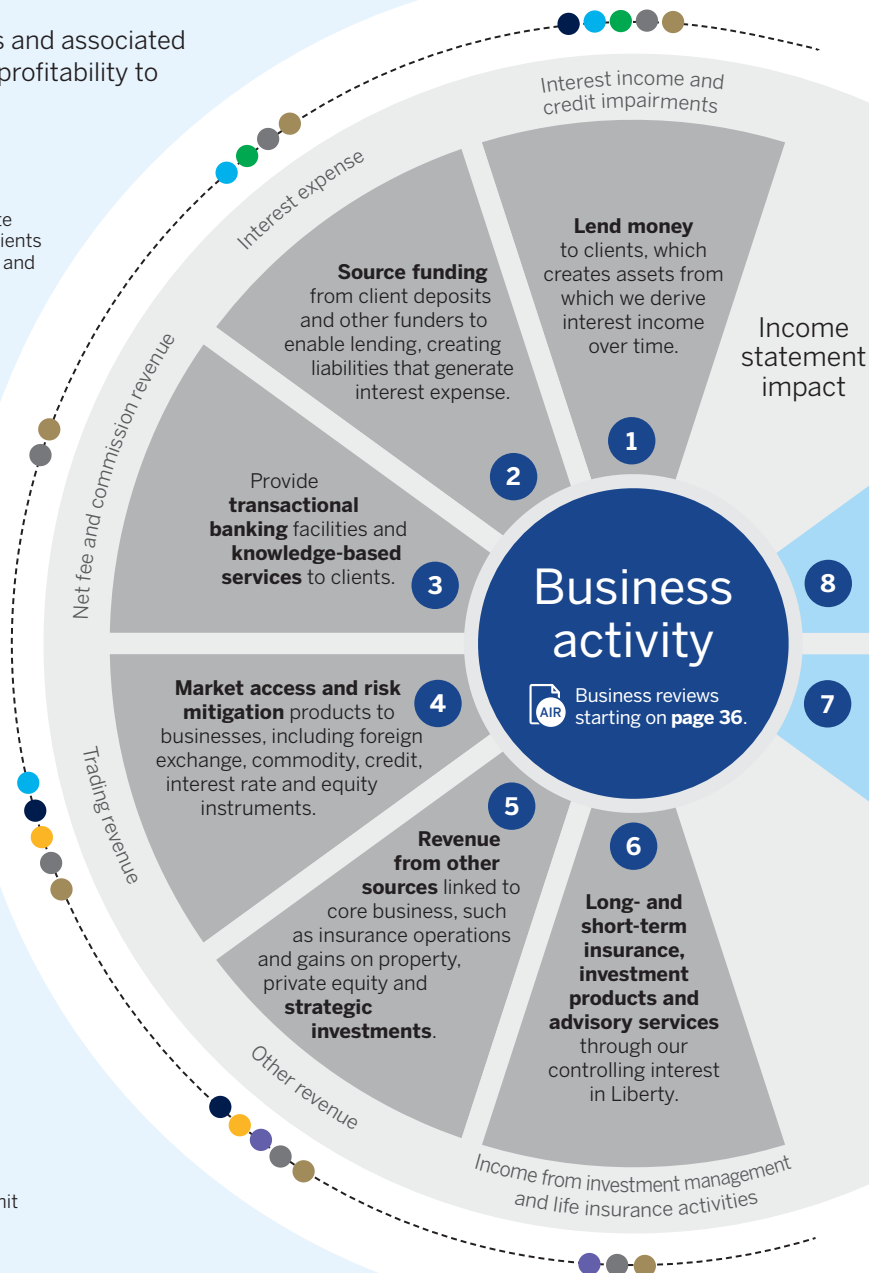 s and associated
profitability to
te
ients
and
Interest income and
credit impairments
Lend money
to clients, which
creates assets from
which we derive
interest income
over time.
1
Income
statement
impact
Interest expense
Source funding
from client deposits
and other funders to
enable lending, creating
liabilities that generate
interest expense.
2
Net fee and commission revenue
Provide
transactional
banking facilities and
knowledge-based
services to clients.
3
Business
activity
AIR
Business reviews
starting on page 36.
8
7
Trading revenue
Market access and risk
mitigation products to
businesses, including foreign
exchange, commodity, credit,
interest rate and equity
instruments.
4
Other revenue
5
Revenue
from other
sources linked to
core business, such
as insurance operations
and gains on property,
private equity and
strategic
investments.
6
Long- and
short-term
insurance,
investment
products and
advisory services
through our
controlling interest
in Liberty.
Income from investment management
and life insurance activities
nit